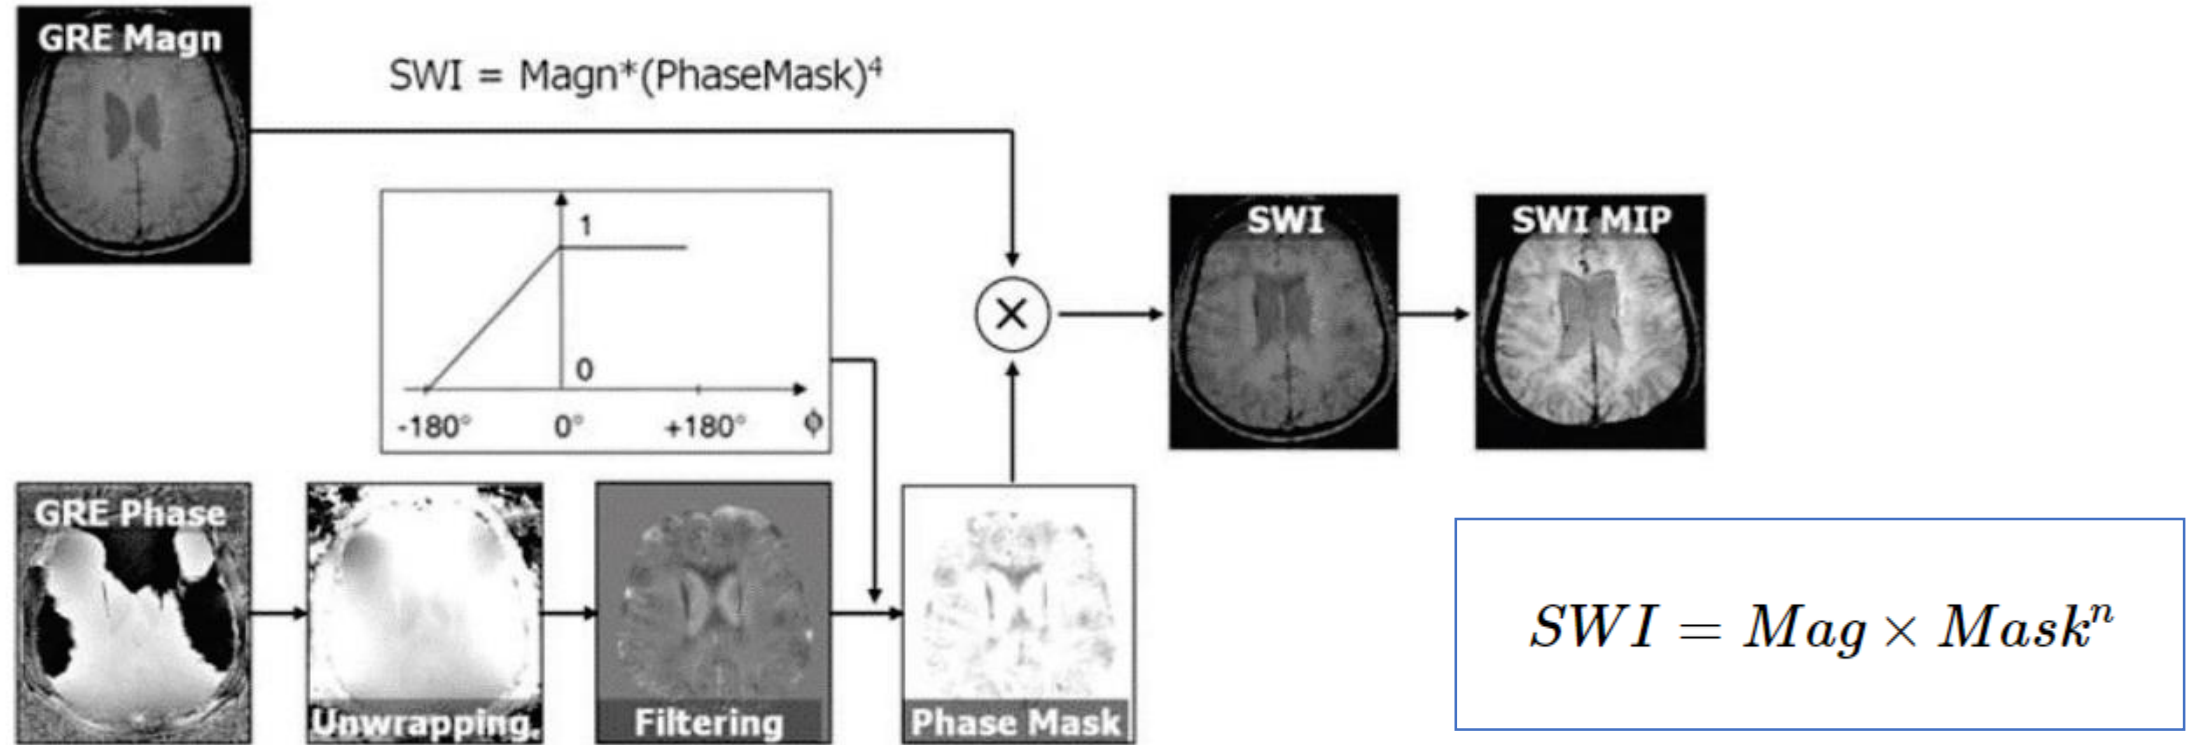 GRE Magn
SWI = Magn*(PhaseMask)⁴
1
0
-180° 0° +180° ϕ
SWI
SWI MIP
GRE Phase
Unwrapping
Filtering
Phase Mask
SWI = Mag × Maskⁿ